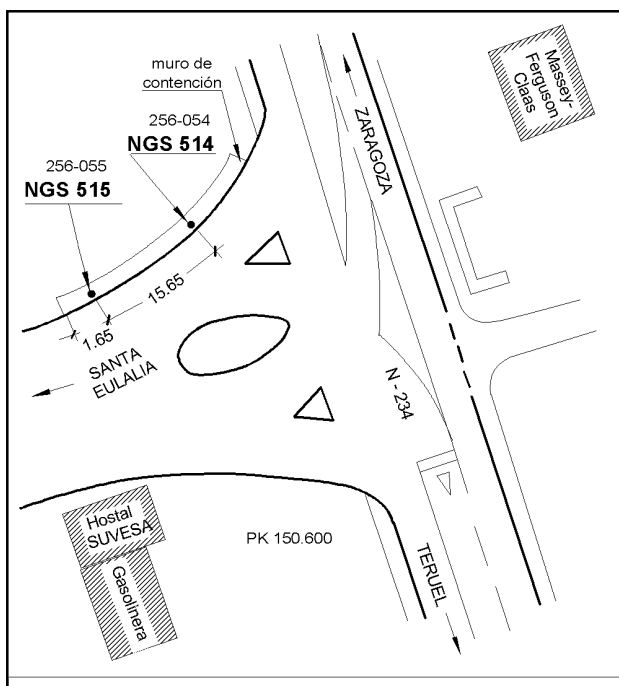 muro de
contención
256-054
NGS 514
256-055
NGS 515
ZARAGOZA
Massey-
Ferguson
Claas
15.65
1.65
SANTA
EULALIA
N - 234
Hostal
SUVESA
PK 150.600
Gasolinera
TERUEL